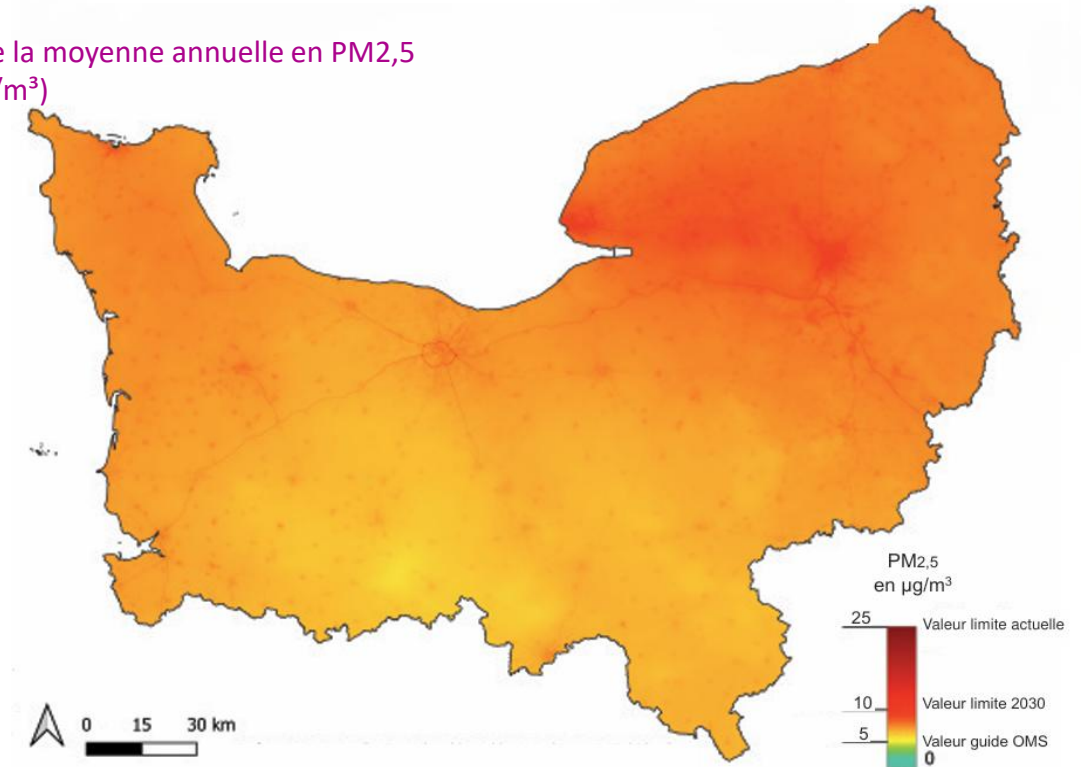 e la moyenne annuelle en PM2,5
/m³)
PM2,5
en µg/m³
25 Valeur limite actuelle
10 Valeur limite 2030
5 Valeur guide OMS
0
0 15 30 km